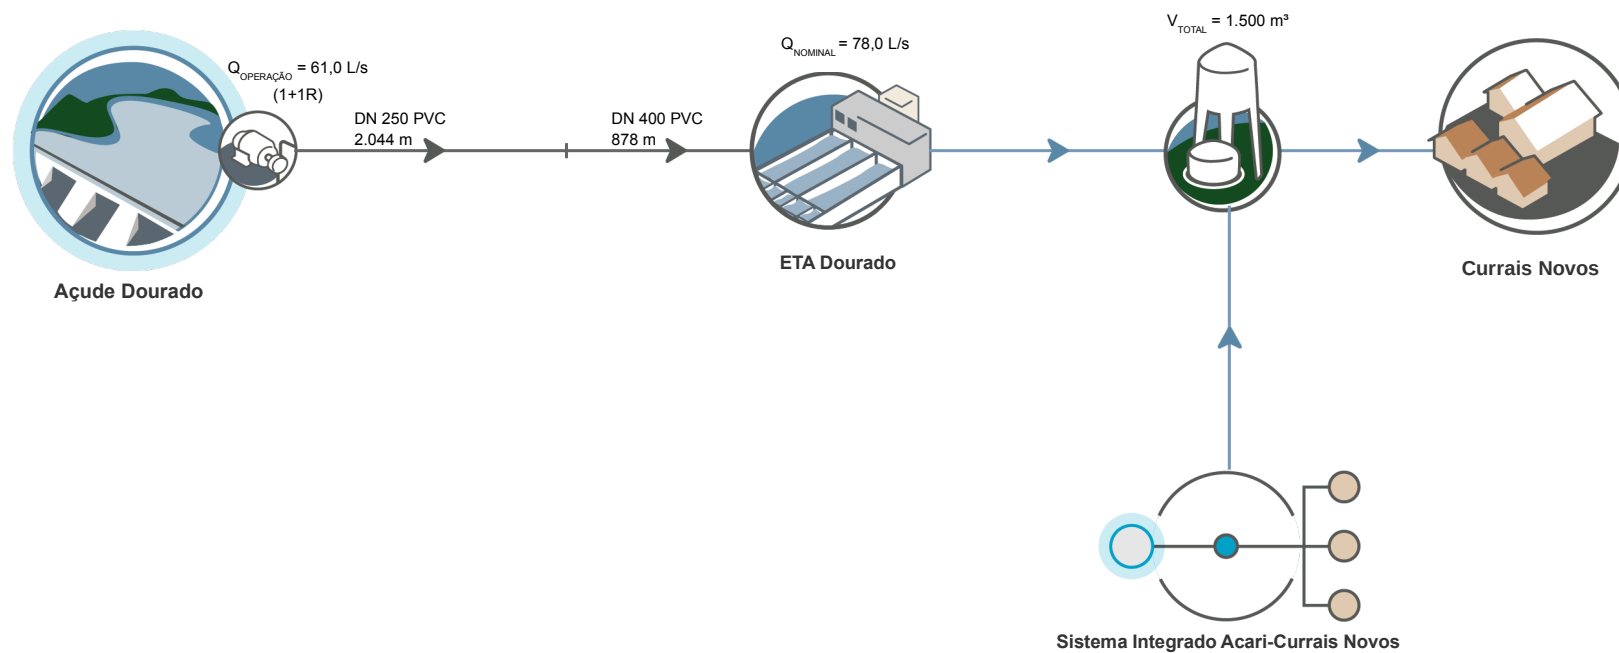 V_TOTAL = 1.500 m³
Q_NOMINAL = 78,0 L/s
Q_OPERAÇÃO = 61,0 L/s
(1+1R)
DN 250 PVC
2.044 m
DN 400 PVC
878 m
Açude Dourado
ETA Dourado
Currais Novos
Sistema Integrado Acari-Currais Novos